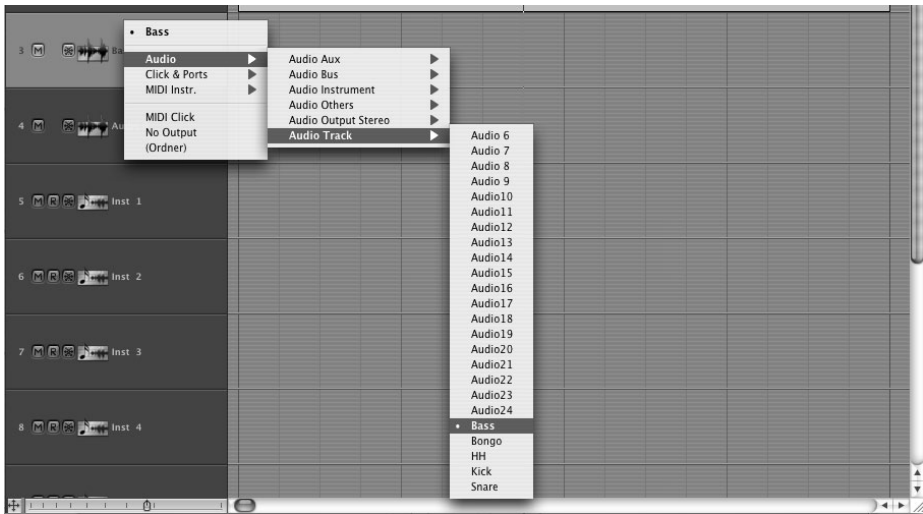 • Bass
3 M Ba
Audio
Click & Ports
MIDI Instr.
MIDI Click
No Output
(Ordner)
Audio Aux
Audio Bus
Audio Instrument
Audio Others
Audio Output Stereo
Audio Track
Audio 6
Audio 7
Audio 8
Audio 9
Audio10
Audio11
Audio12
Audio13
Audio14
Audio15
Audio16
Audio17
Audio18
Audio19
Audio20
Audio21
Audio22
Audio23
Audio24
• Bass
Bongo
HH
Kick
Snare
4 M Au
5 M R Inst 1
6 M R Inst 2
7 M R Inst 3
8 M R Inst 4